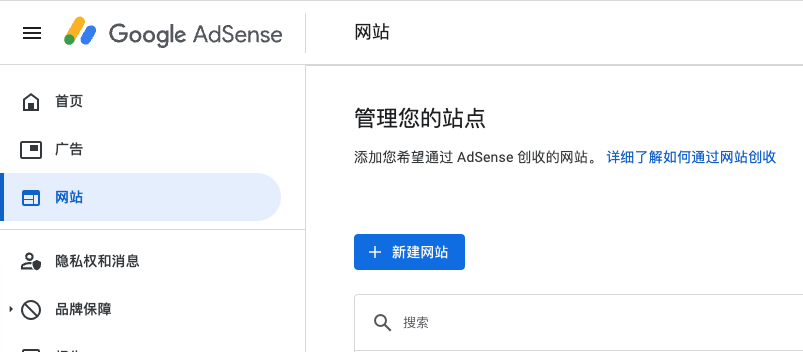 Google AdSense
网站
首页
广告
网站
隐私权和消息
品牌保障
管理您的站点
添加您希望通过 AdSense 创收的网站。 详细了解如何通过网站创收
+ 新建网站
搜索